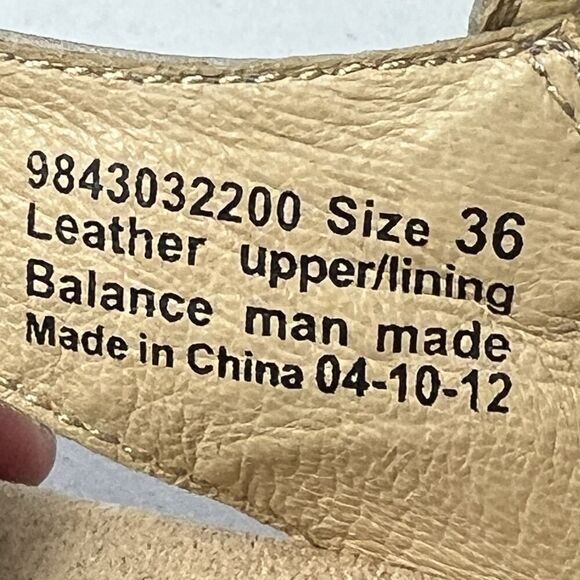 9843032200 Size 36
Leather upper/lining
Balance man made
Made in China 04-10-12